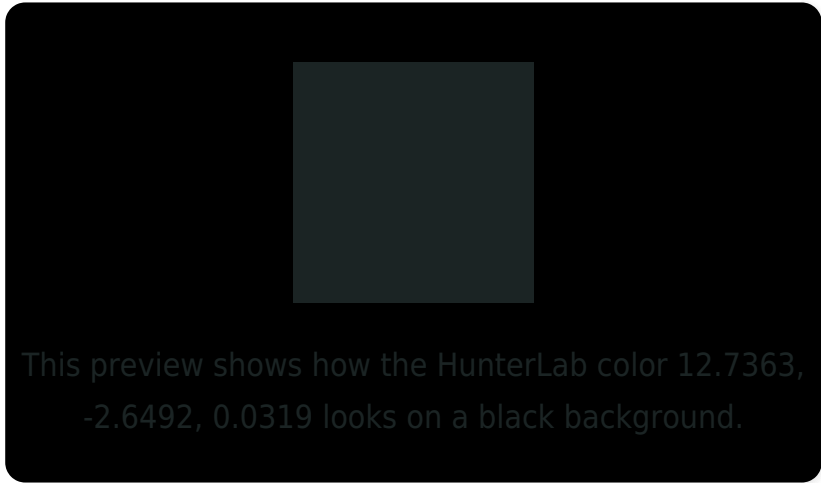 This preview shows how the HunterLab color 12.7363,
-2.6492, 0.0319 looks on a black background.